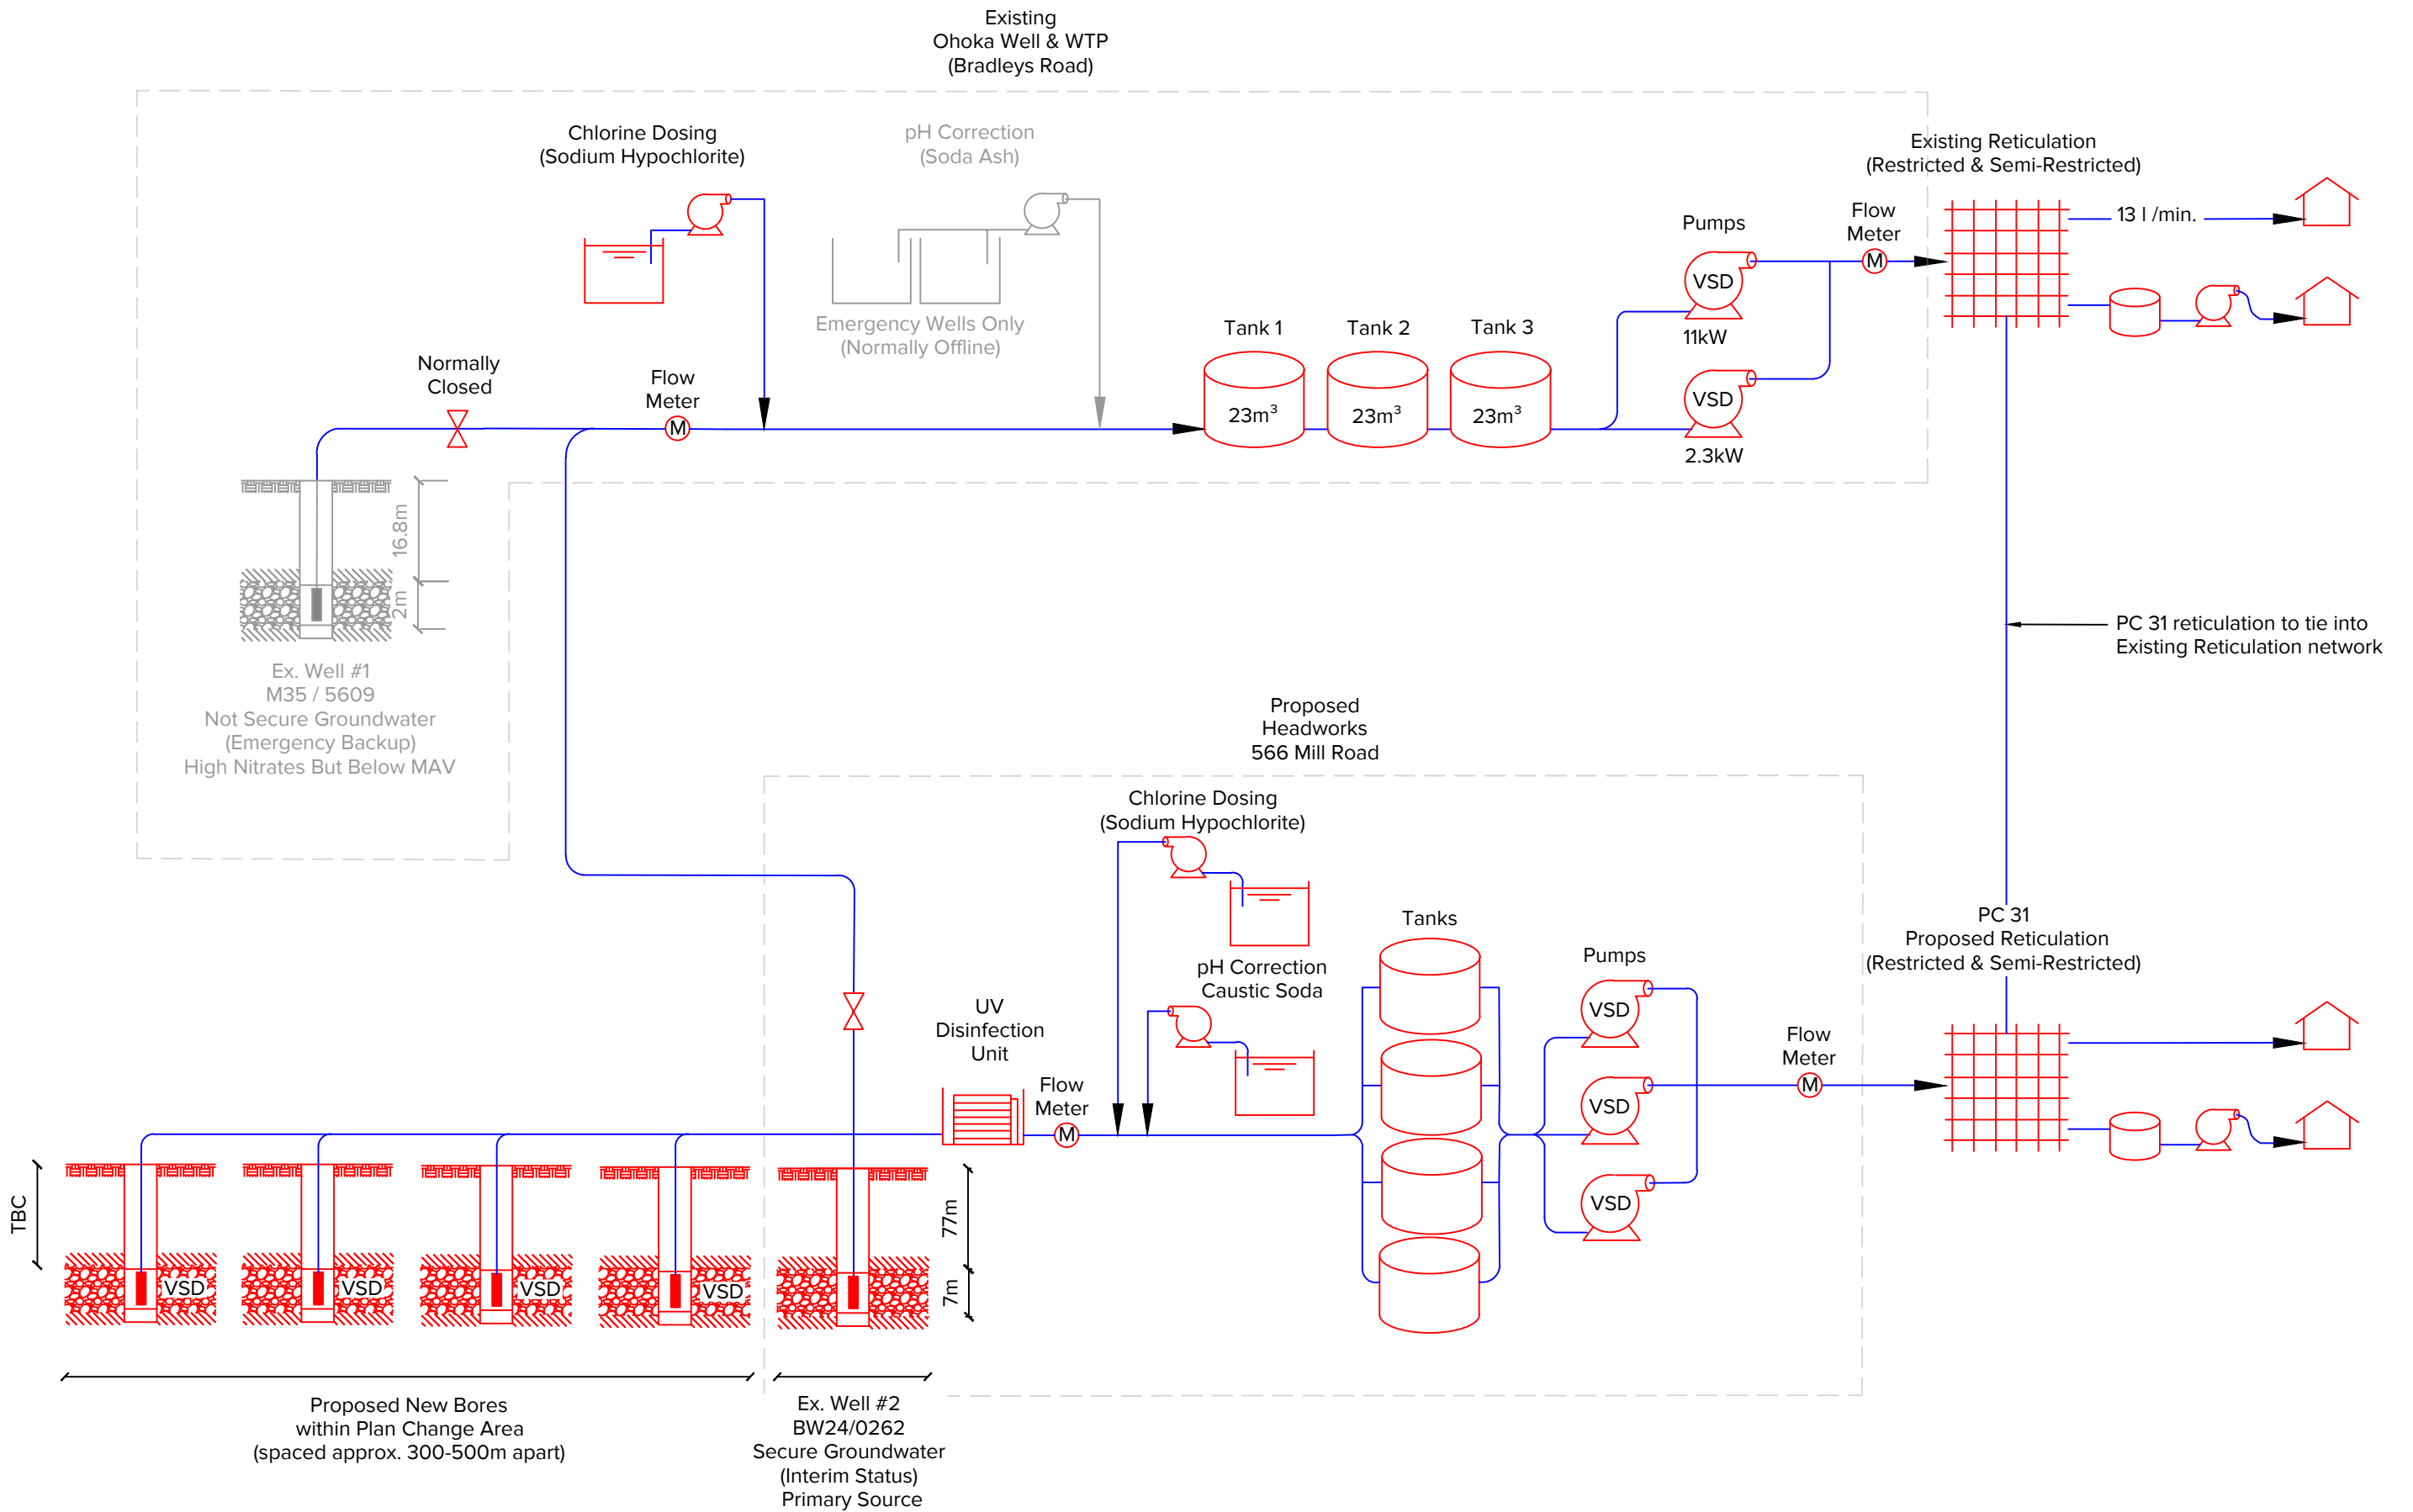 Existing
Ohoka Well & WTP
(Bradleys Road)
Chlorine Dosing
(Sodium Hypochlorite)
pH Correction
(Soda Ash)
Emergency Wells Only
(Normally Offline)
Existing Reticulation
(Restricted & Semi-Restricted)
13 l /min.
Pumps
Flow
Meter
M
VSD
11kW
VSD
2.3kW
Tank 1
Tank 2
Tank 3
23m³
23m³
23m³
Normally
Closed
Flow
Meter
M
16.8m
2m
Ex. Well #1
M35 / 5609
Not Secure Groundwater
(Emergency Backup)
High Nitrates But Below MAV
PC 31 reticulation to tie into
Existing Reticulation network
Proposed
Headworks
566 Mill Road
Chlorine Dosing
(Sodium Hypochlorite)
pH Correction
Caustic Soda
UV
Disinfection
Unit
Flow
Meter
M
Tanks
Pumps
VSD
VSD
VSD
Flow
Meter
M
PC 31
Proposed Reticulation
(Restricted & Semi-Restricted)
TBC
VSD
VSD
VSD
VSD
77m
7m
Proposed New Bores
within Plan Change Area
(spaced approx. 300-500m apart)
Ex. Well #2
BW24/0262
Secure Groundwater
(Interim Status)
Primary Source